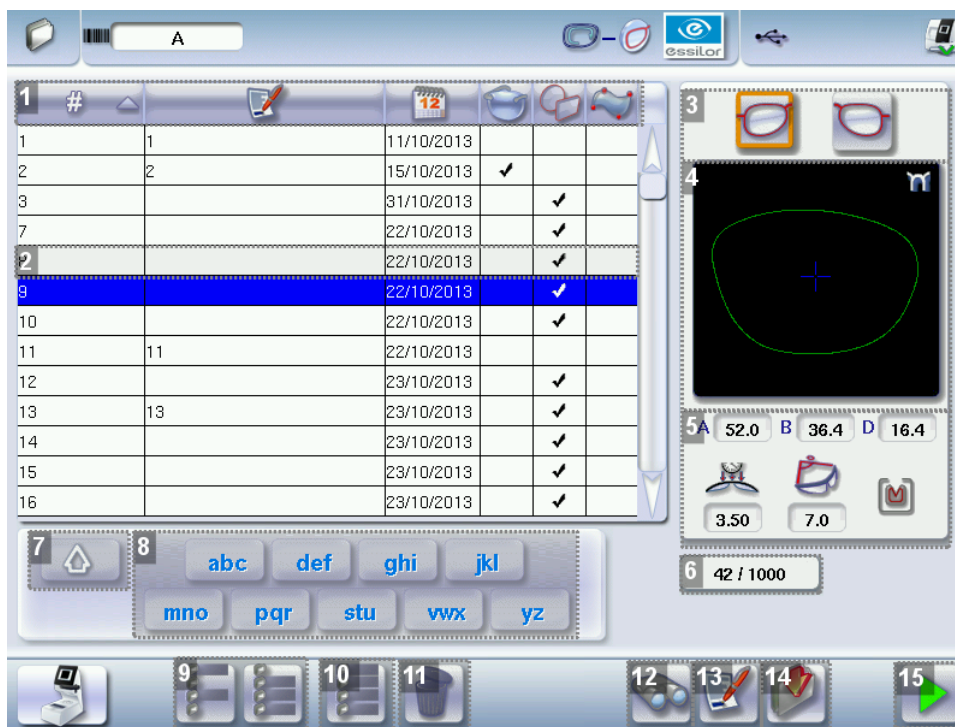 A
essilor
1 # 12
1 1 11/10/2013
2 2 15/10/2013
3 31/10/2013
7 22/10/2013
2 22/10/2013
9 22/10/2013
10 22/10/2013
11 11 22/10/2013
12 23/10/2013
13 13 23/10/2013
14 23/10/2013
15 23/10/2013
16 23/10/2013
3
4
5 A 52.0 B 36.4 D 16.4
M
3.50 7.0
6 42 / 1000
7 8 abc def ghi jkl
mno pqr stu vwx yz
9 10 11 12 13 14 15